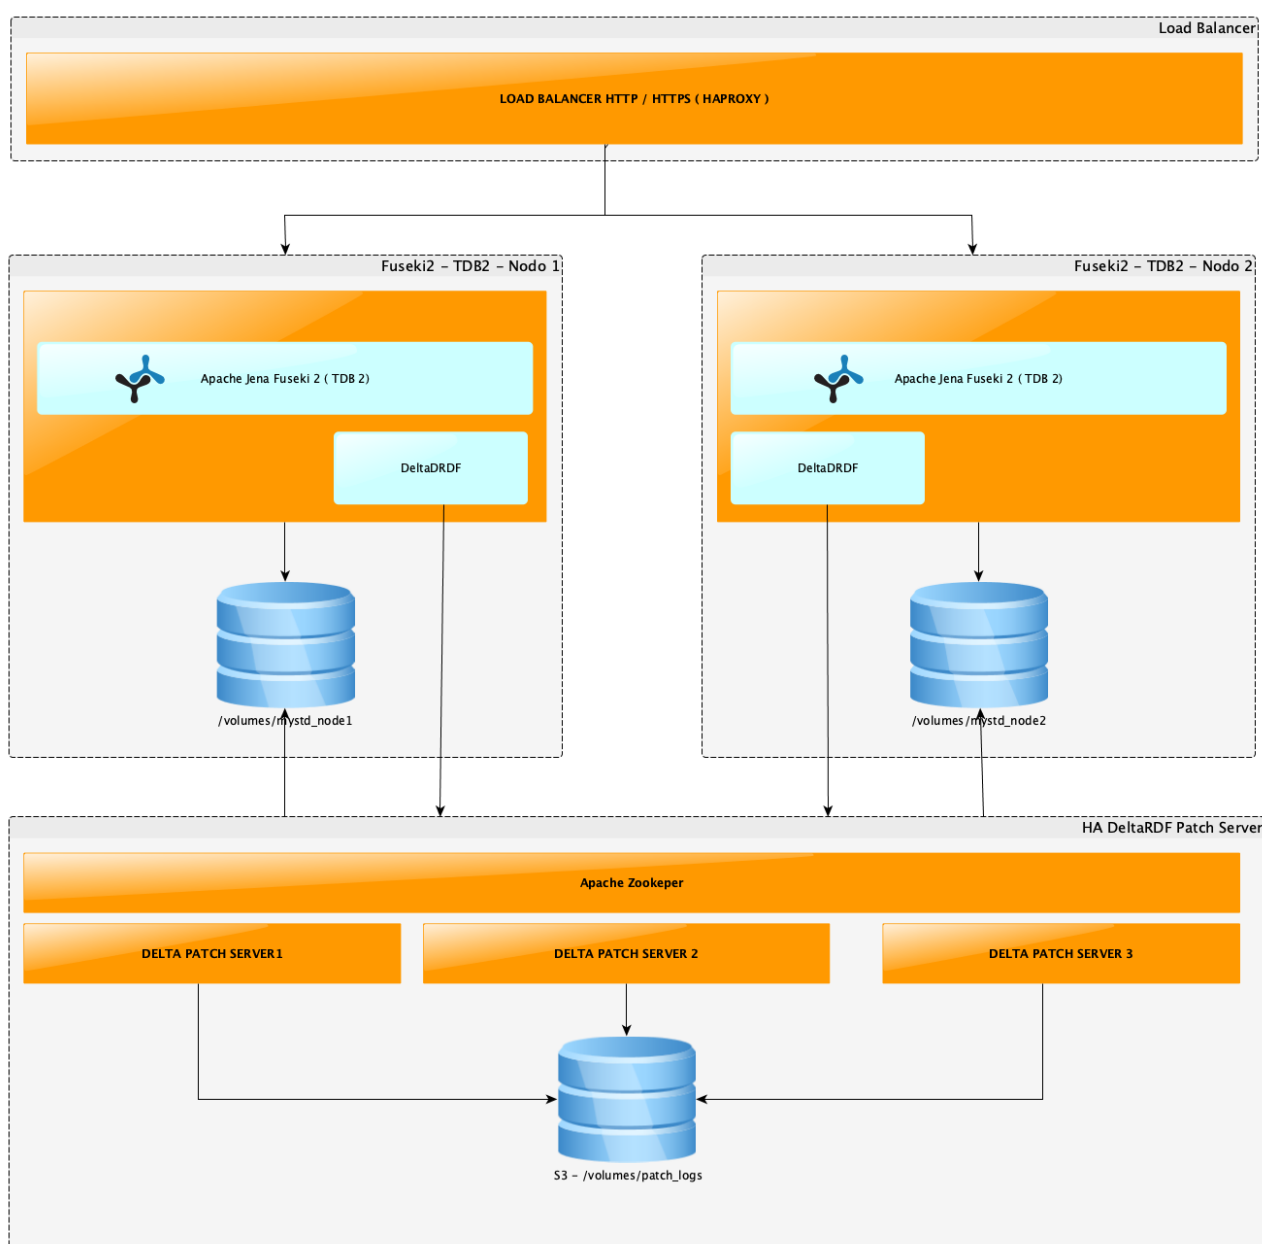 Load Balancer
LOAD BALANCER HTTP / HTTPS ( HAPROXY )
Fuseki2 - TDB2 - Nodo 1
Apache Jena Fuseki 2 ( TDB 2)
DeltaDRDF
/volumes/mystd_node1
Fuseki2 - TDB2 - Nodo 2
Apache Jena Fuseki 2 ( TDB 2)
DeltaDRDF
/volumes/mystd_node2
HA DeltaRDF Patch Server
Apache Zookeper
DELTA PATCH SERVER1
DELTA PATCH SERVER 2
DELTA PATCH SERVER 3
S3 - /volumes/patch_logs